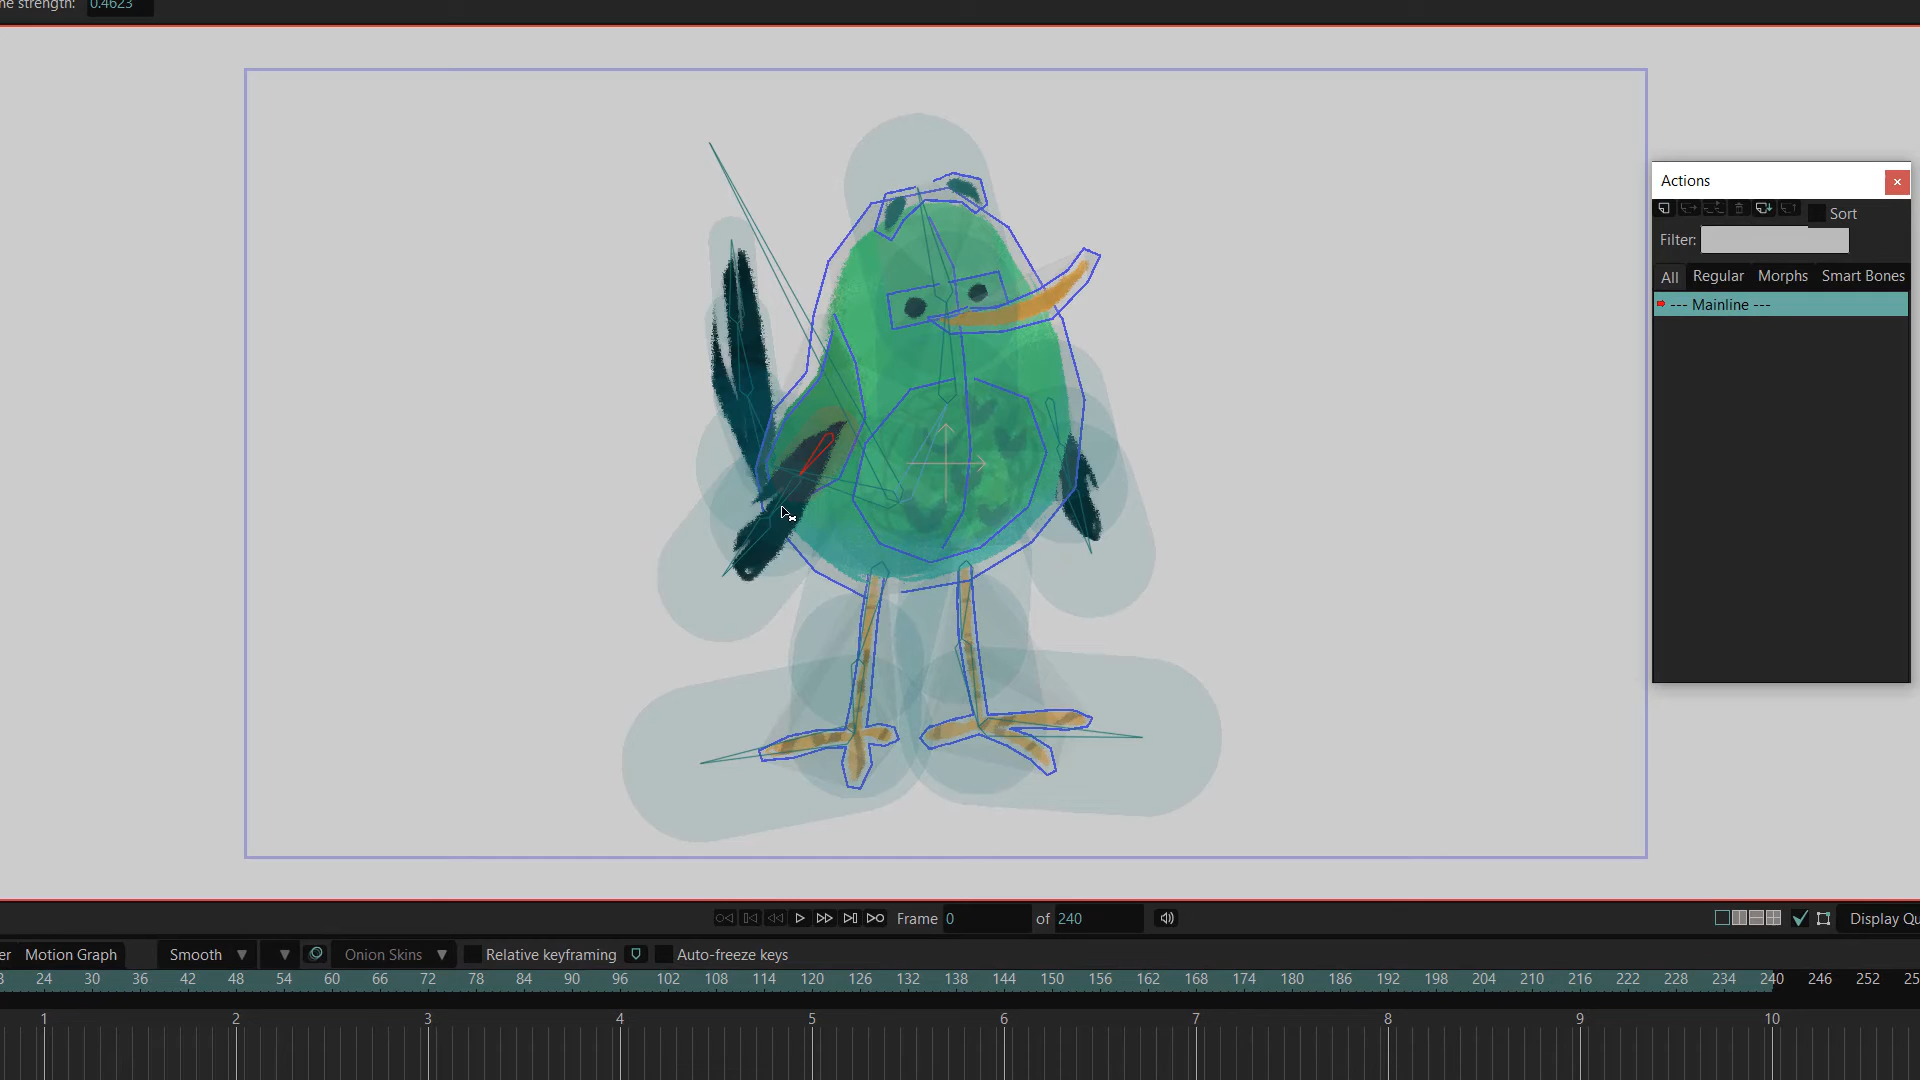 ne strength: 0.4623
Actions
Sort
Filter:
All Regular Morphs Smart Bones
--- Mainline ---
Frame 0 of 240
Display Qu
er Motion Graph Smooth Onion Skins Relative keyframing Auto-freeze keys
8 24 30 36 42 48 54 60 66 72 78 84 90 96 102 108 114 120 126 132 138 144 150 156 162 168 174 180 186 192 198 204 210 216 222 228 234 240 246 252 25
1 2 3 4 5 6 7 8 9 10